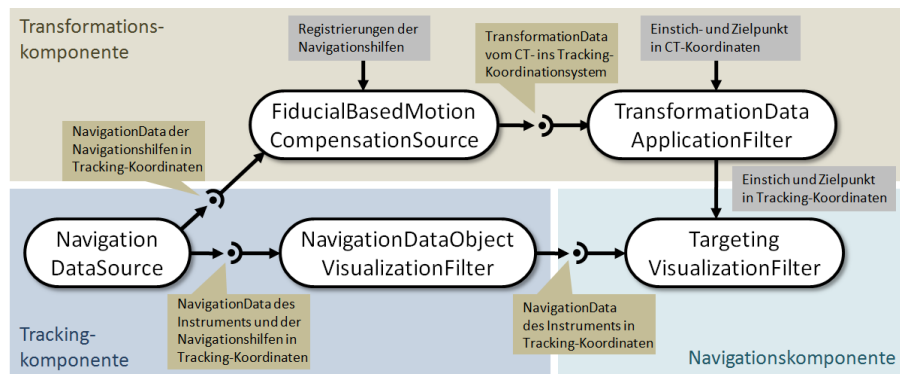 Transformations-
komponente
Registrierungen der
Navigationshilfen
TransformationData
vom CT- ins Tracking-
Koordinationsystem
Einstich- und Zielpunkt
in CT-Koordinaten
FiducialBasedMotion
CompensationSource
TransformationData
ApplicationFilter
NavigationData der
Navigationshilfen in
Tracking-Koordinaten
Einstich und Zielpunkt
in Tracking-Koordinaten
Navigation
DataSource
NavigationDataObject
VisualizationFilter
Targeting
VisualizationFilter
NavigationData des
Instruments und der
Navigationshilfen in
Tracking-Koordinaten
NavigationData
des Instruments in
Tracking-Koordinaten
Tracking-
komponente
Navigationskomponente